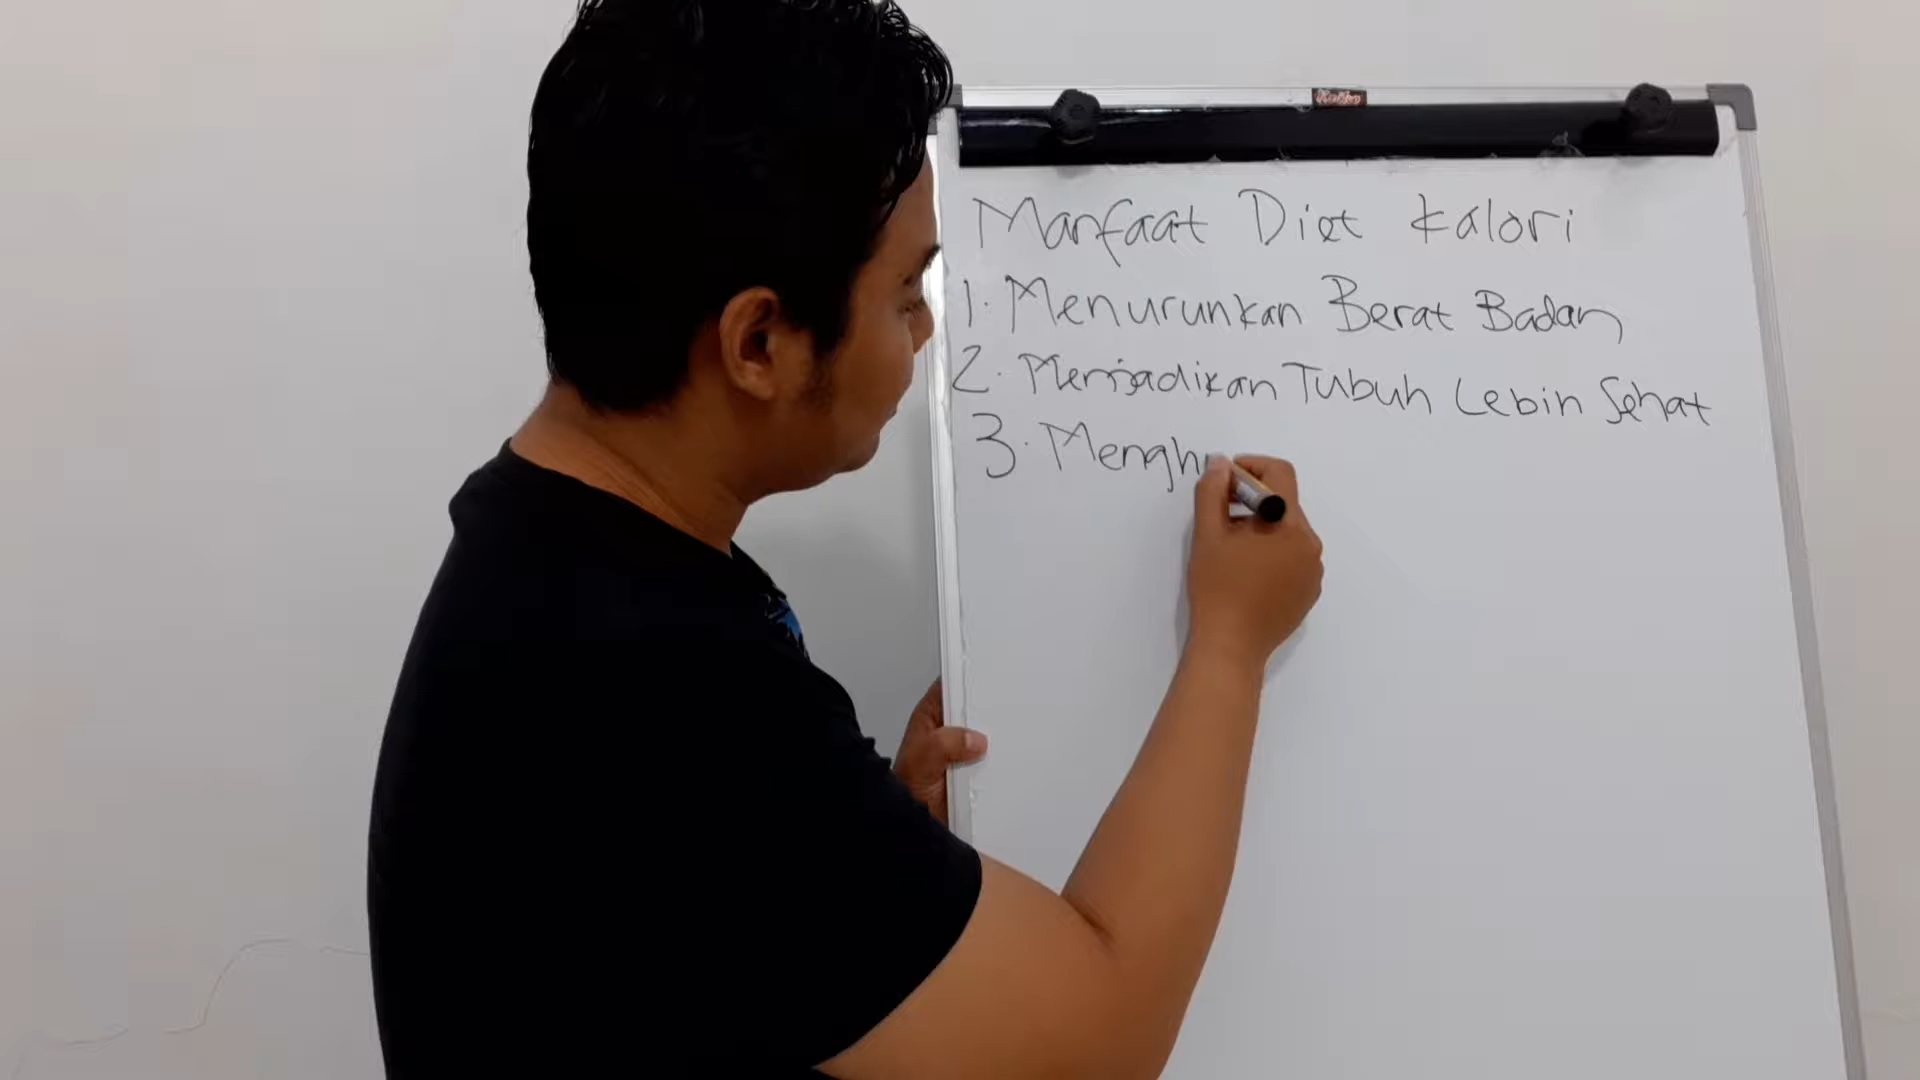 Manfaat Diet Kalori
1. Menurunkan Berat Badan
2. Menjadikan Tubuh Lebih Sehat
3. Mengh